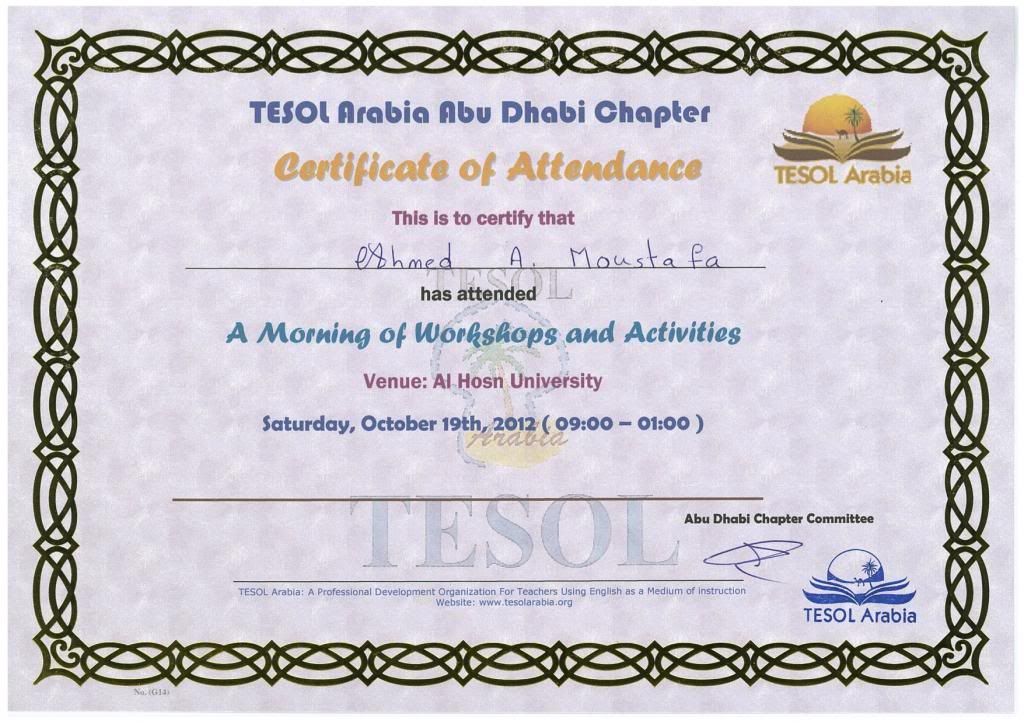 TESOL Arabia Abu Dhabi Chapter
Certificate of Attendance
TESOL Arabia
This is to certify that
Ahmed A. Moustafa
TESOL
has attended
A Morning of Workshops and Activities
Venue: Al Hosn University
Saturday, October 19th, 2012 ( 09:00 – 01:00 )
Arabia
TESOL
Abu Dhabi Chapter Committee
TESOL Arabia: A Professional Development Organization For Teachers Using English as a Medium of instruction
Website: www.tesolarabia.org
TESOL Arabia
No. (G14)